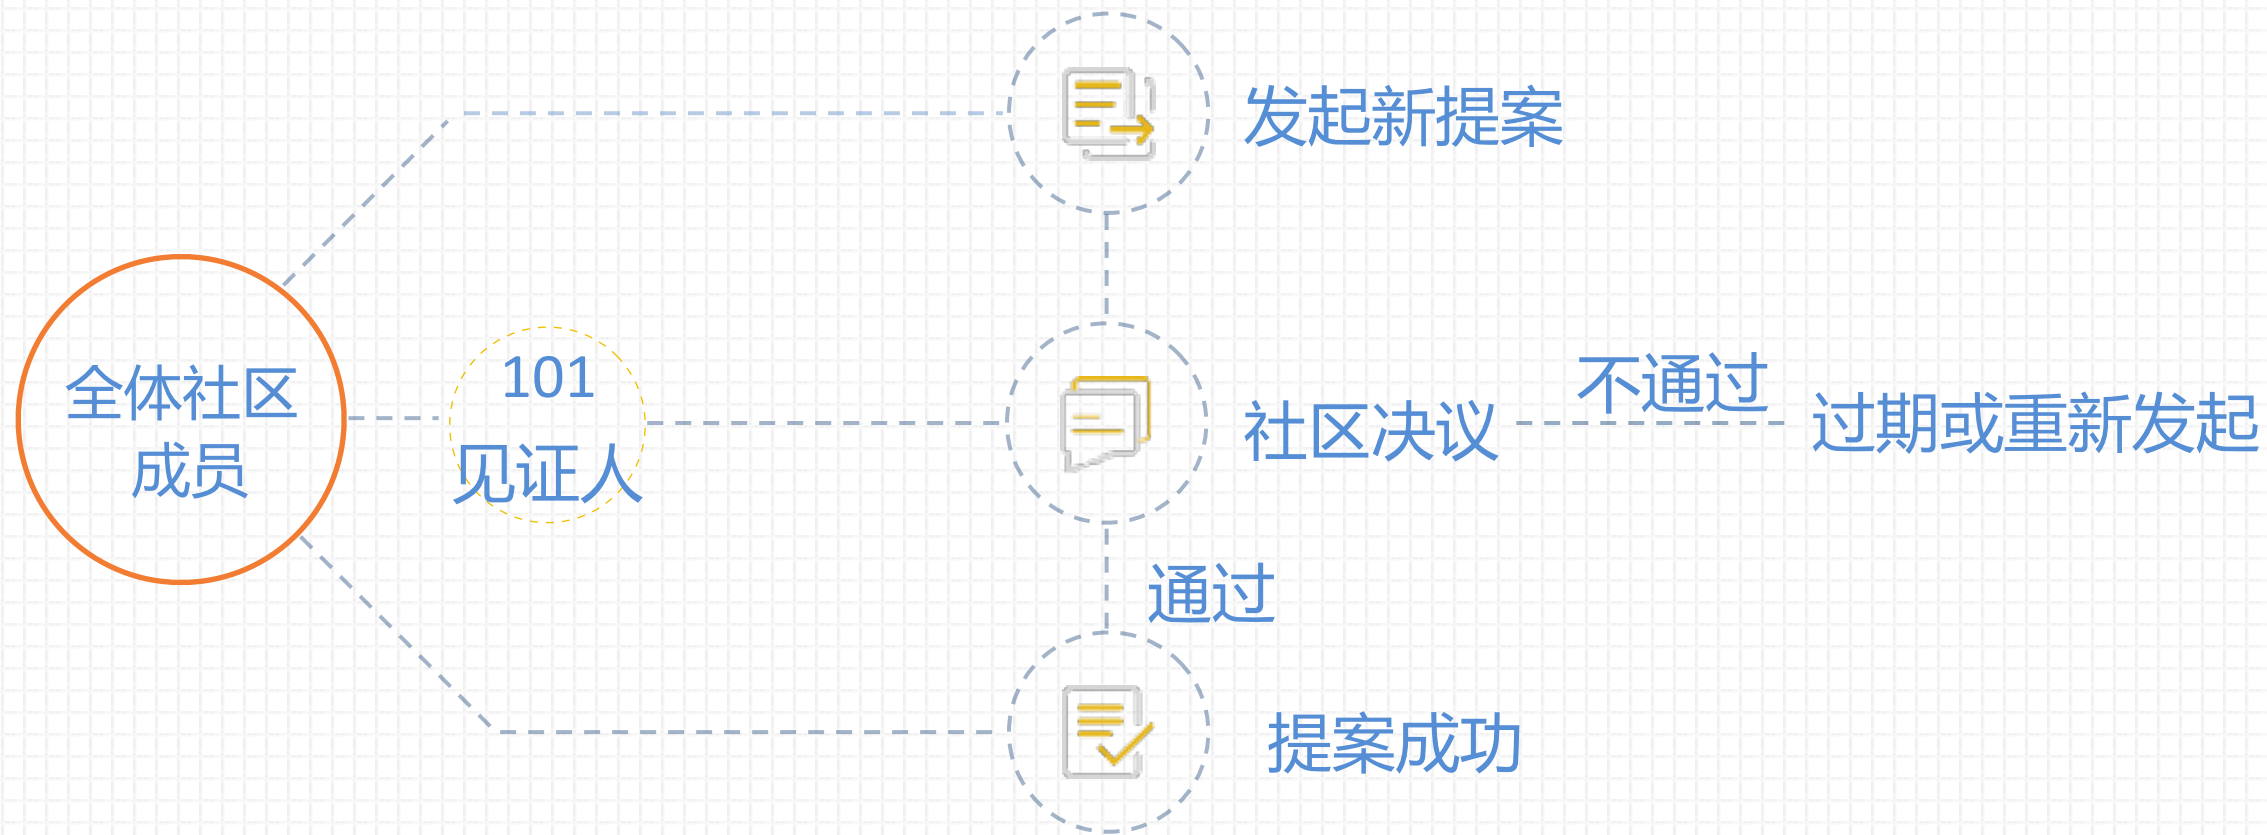 发起新提案
全体社区
成员
101
见证人
社区决议
不通过
过期或重新发起
通过
提案成功